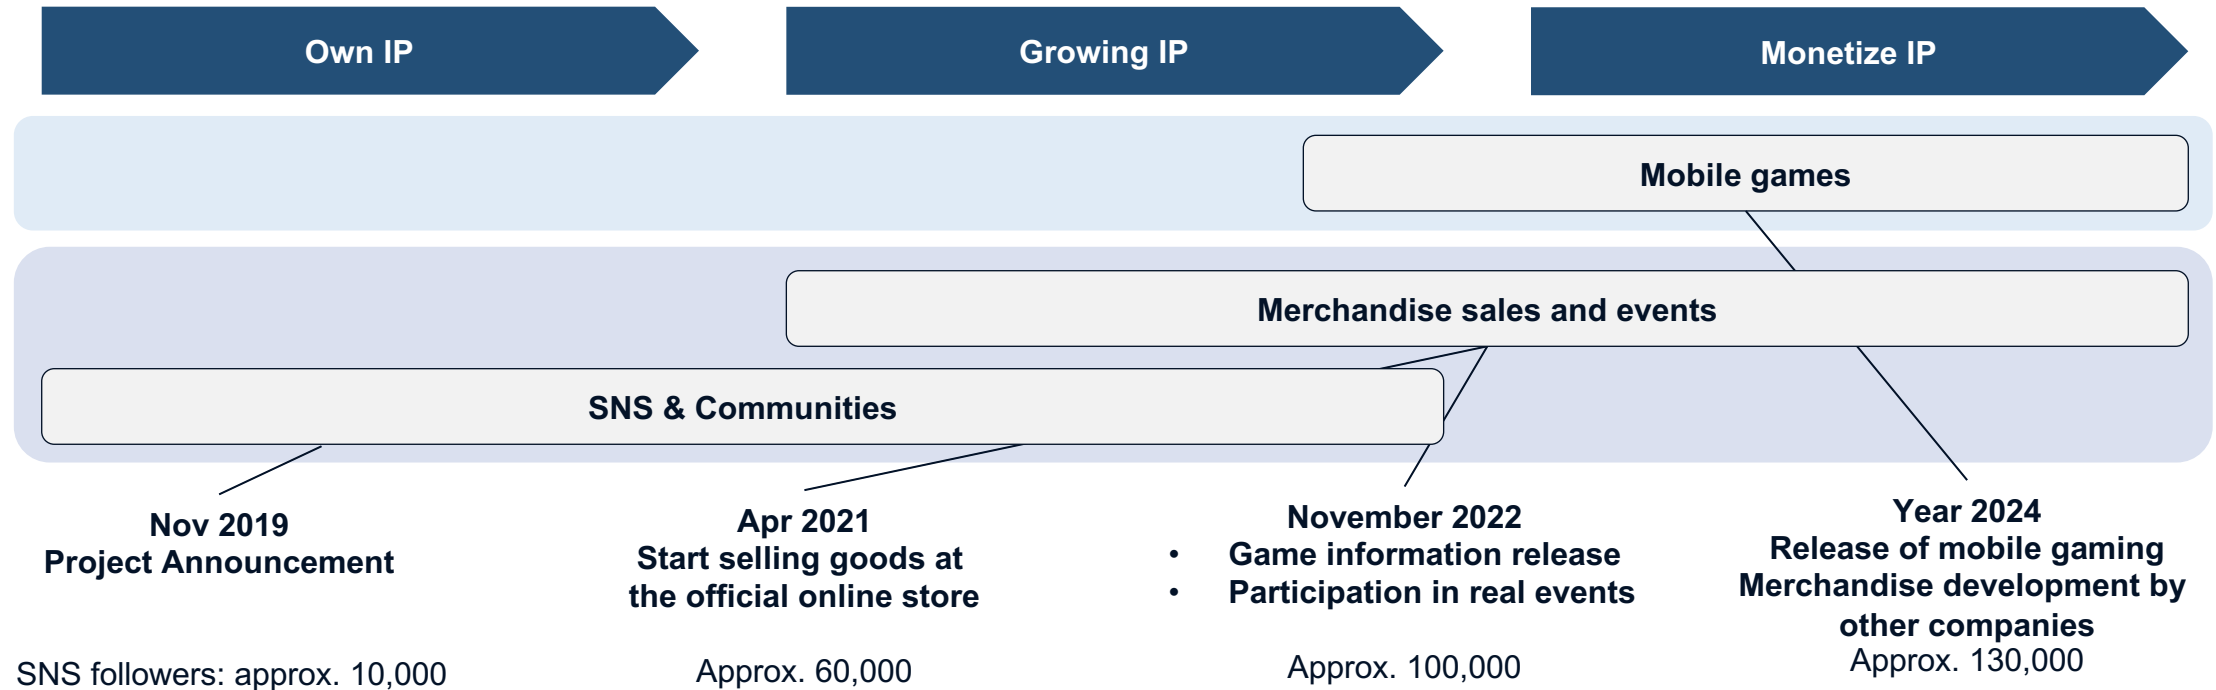 Own IP
Growing IP
Monetize IP
Mobile games
Merchandise sales and events
SNS & Communities
Nov 2019
Project Announcement
SNS followers: approx. 10,000
Apr 2021
Start selling goods at
the official online store
Approx. 60,000
November 2022
• Game information release
• Participation in real events
Approx. 100,000
Year 2024
Release of mobile gaming
Merchandise development by
other companies
Approx. 130,000